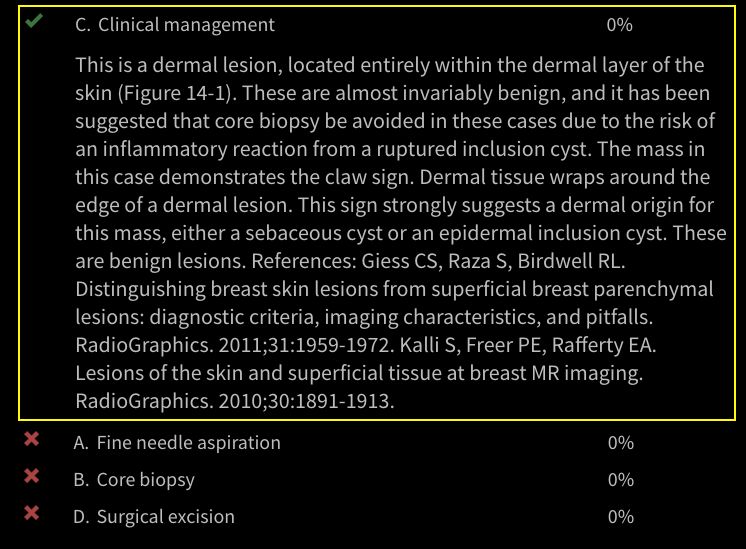 C. Clinical management 0%
This is a dermal lesion, located entirely within the dermal layer of the
skin (Figure 14-1). These are almost invariably benign, and it has been
suggested that core biopsy be avoided in these cases due to the risk of
an inflammatory reaction from a ruptured inclusion cyst. The mass in
this case demonstrates the claw sign. Dermal tissue wraps around the
edge of a dermal lesion. This sign strongly suggests a dermal origin for
this mass, either a sebaceous cyst or an epidermal inclusion cyst. These
are benign lesions. References: Giess CS, Raza S, Birdwell RL.
Distinguishing breast skin lesions from superficial breast parenchymal
lesions: diagnostic criteria, imaging characteristics, and pitfalls.
RadioGraphics. 2011;31:1959-1972. Kalli S, Freer PE, Rafferty EA.
Lesions of the skin and superficial tissue at breast MR imaging.
RadioGraphics. 2010;30:1891-1913.
A. Fine needle aspiration 0%
B. Core biopsy 0%
D. Surgical excision 0%